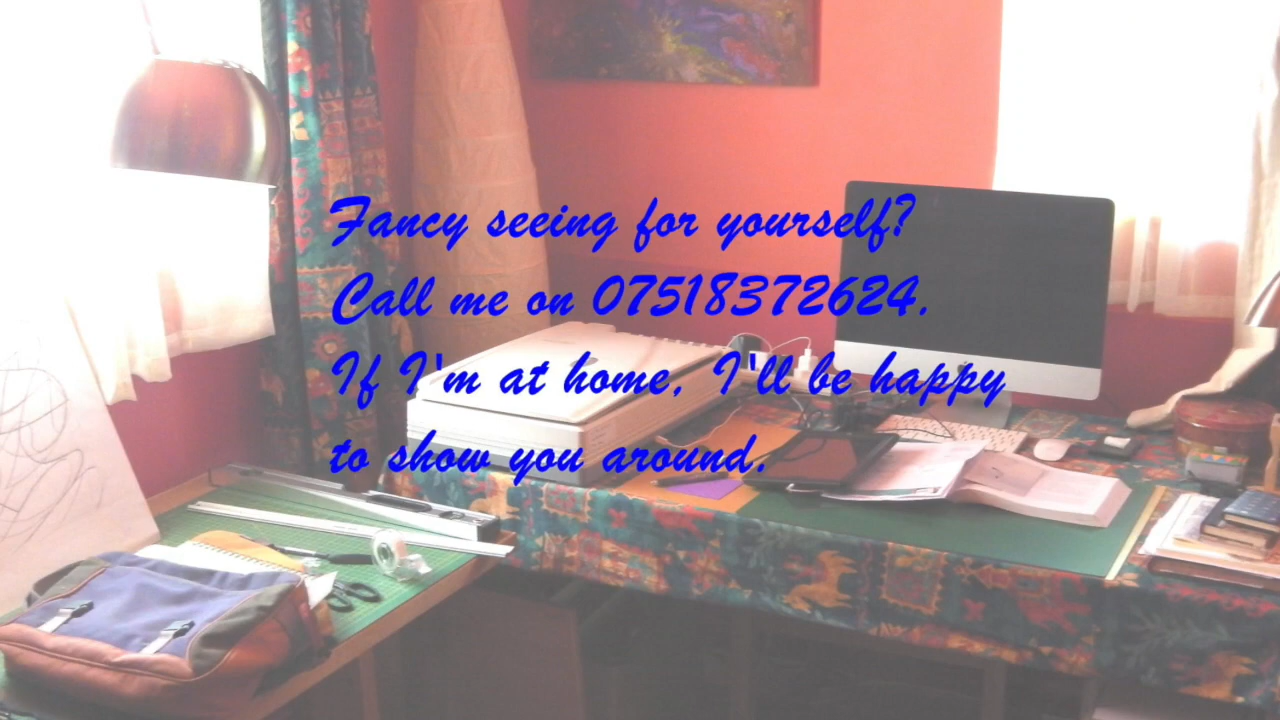 Fancy seeing for yourself?
Call me on 07518372624.
If I'm at home, I'll be happy
to show you around.